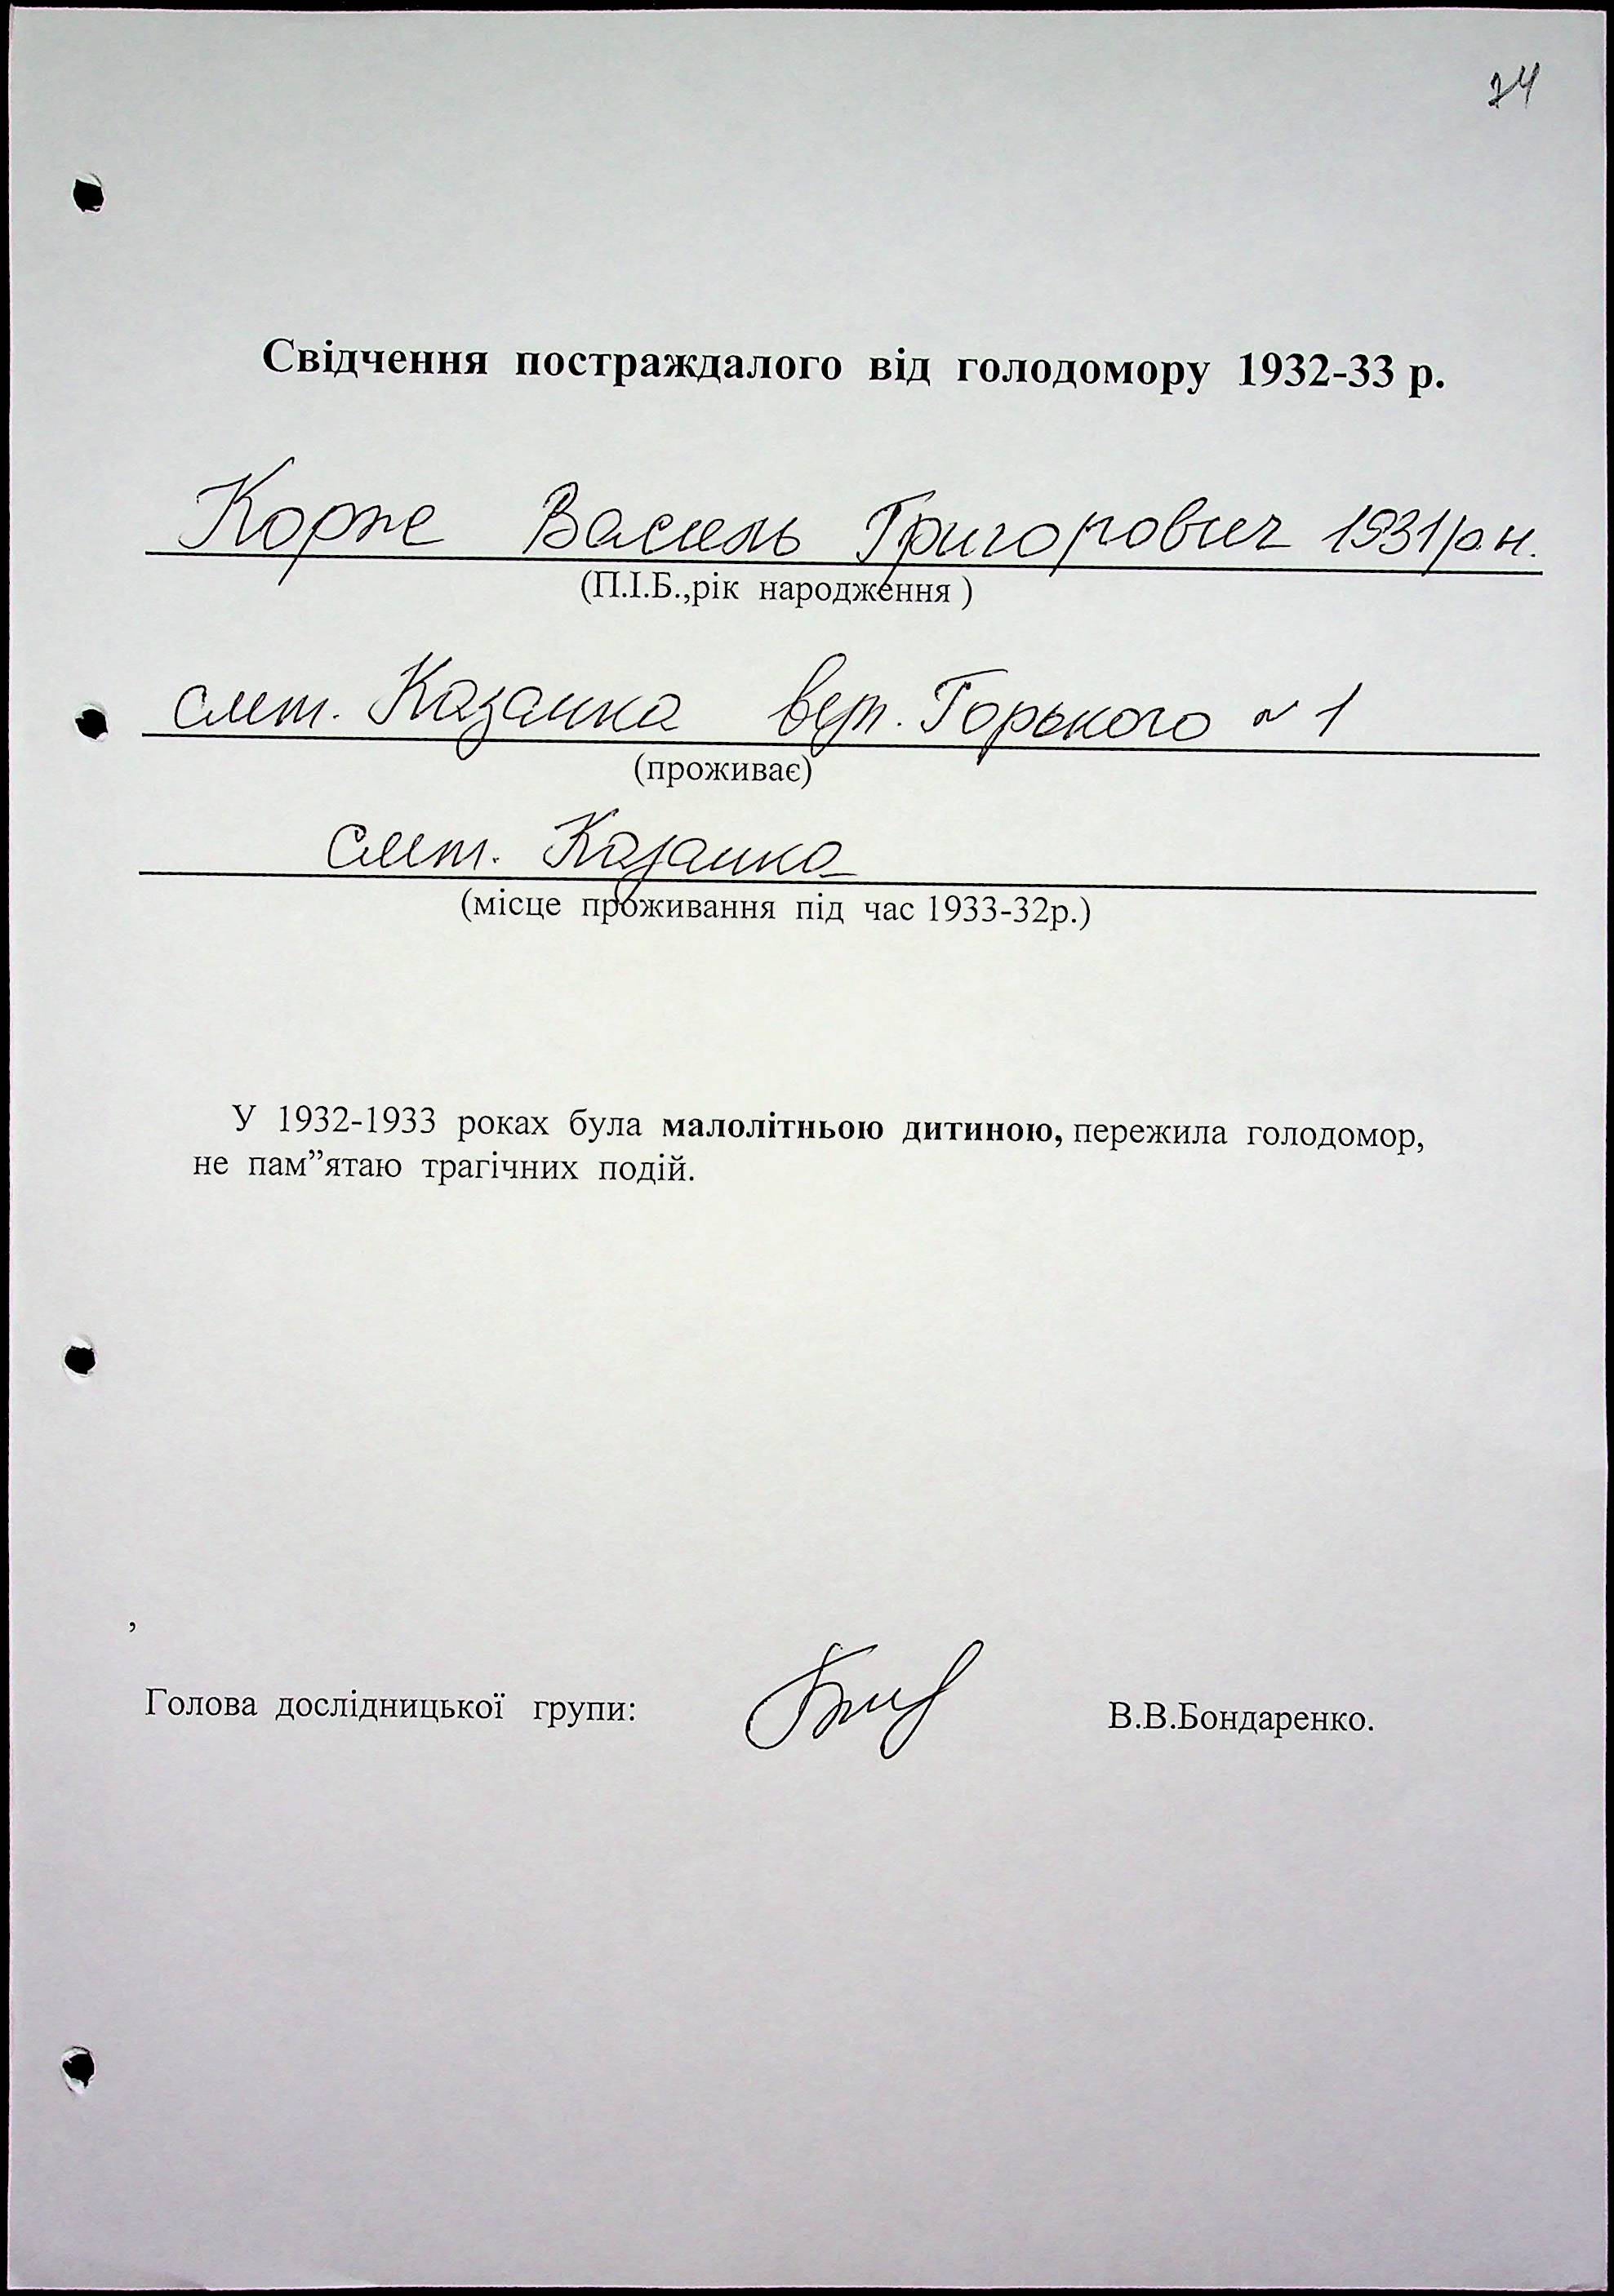 24
Свідчення постраждалого від голодомору 1932-33 р.
Корже Василь Григорович 1931 р.н.
(П.І.Б.,рік народження )
смт. Казанка вул. Горького № 1
(проживає)
смт. Казанка
(місце проживання під час 1933-32р.)
У 1932-1933 роках була малолітньою дитиною, пережила голодомор,
не пам”ятаю трагічних подій.
,
Голова дослідницької групи: В.В.Бондаренко.